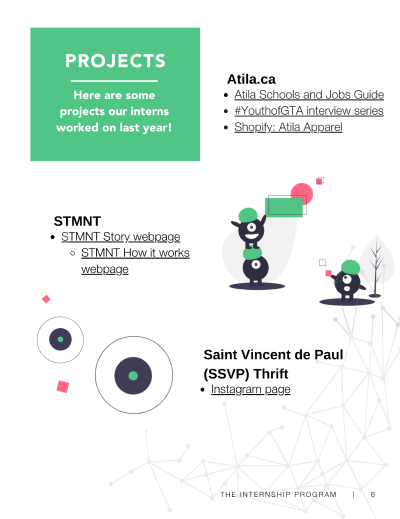 PROJECTS
Here are some
projects our interns
worked on last year!
Atila.ca
• Atila Schools and Jobs Guide
• #YouthofGTA interview series
• Shopify: Atila Apparel
STMNT
• STMNT Story webpage
○ STMNT How it works
webpage
Saint Vincent de Paul
(SSVP) Thrift
• Instagram page
THE INTERNSHIP PROGRAM | 6